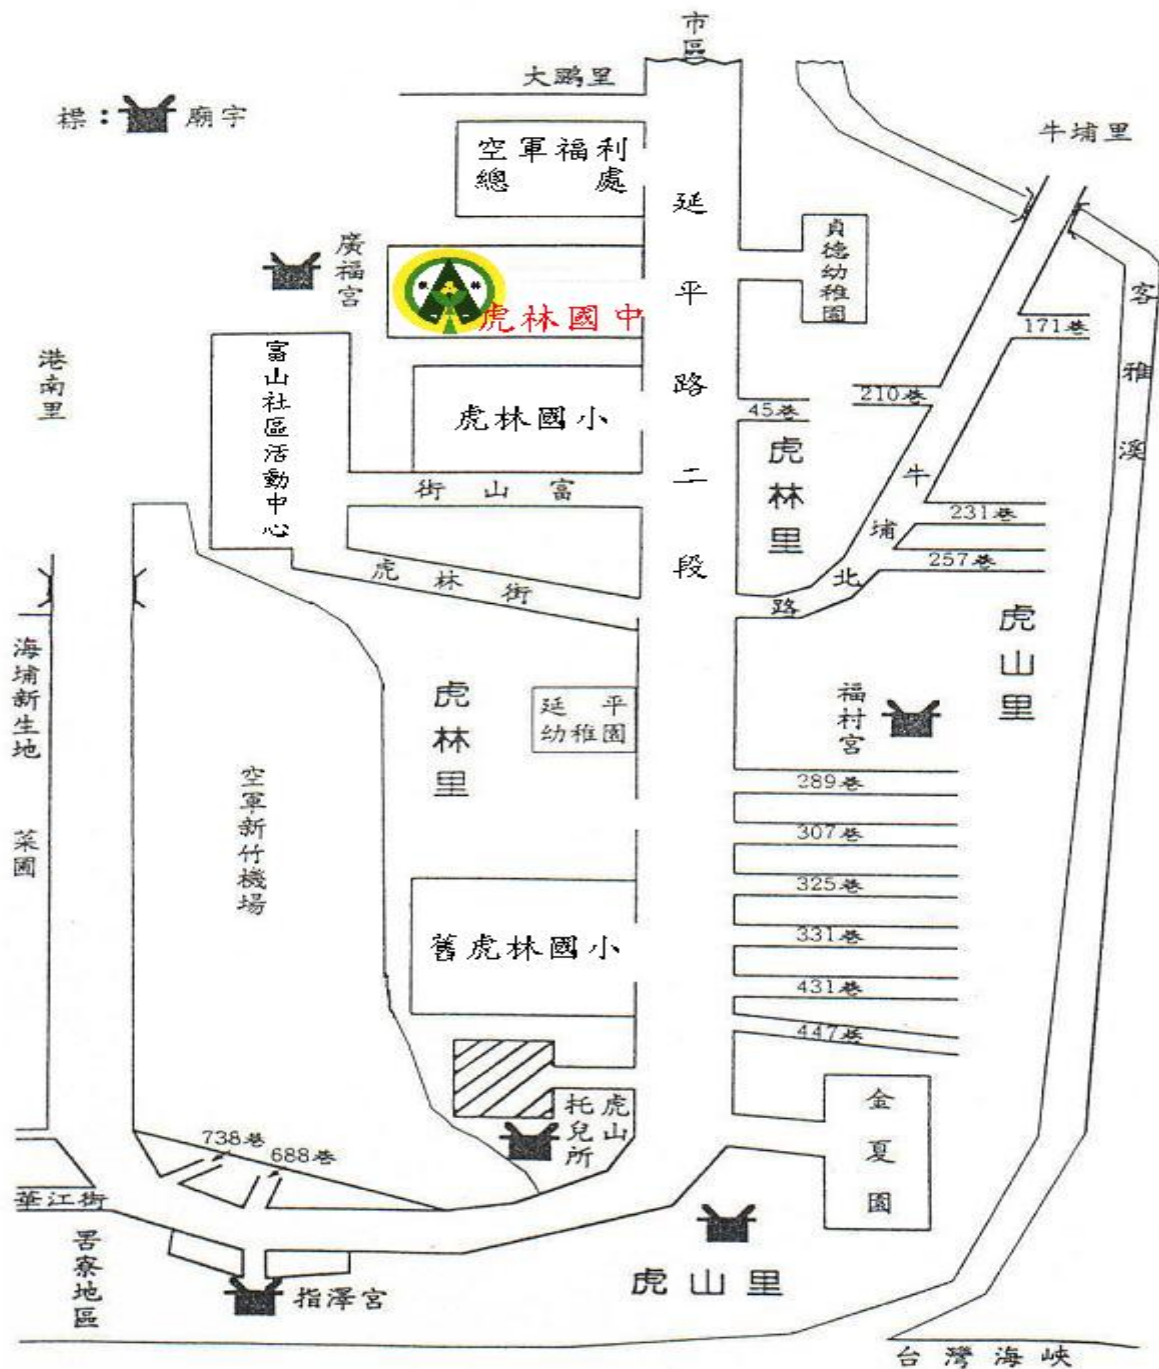 市區
大鵬里
標：廟宇
牛埔里
空軍福利
總處
延平路二段
貞德幼稚園
廣福宮
虎林國中
客雅溪
171巷
港南里
富山社區活動中心
虎林國小
210巷
45巷
虎林里
牛埔北路
街山富
231巷
257巷
虎林街
虎山里
海埔新生地
菜園
虎林里
延平
幼稚園
福村宮
空軍新竹機場
289巷
307巷
325巷
331巷
431巷
447巷
舊虎林國小
虎山
托兒所
金夏園
738巷
688巷
華江街
罟寮地區
指澤宮
虎山里
台灣海峽